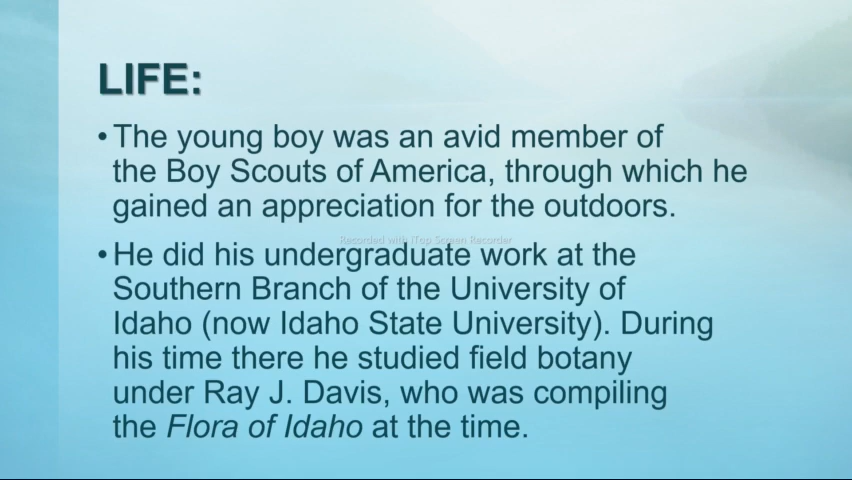 LIFE:
• The young boy was an avid member of
the Boy Scouts of America, through which he
gained an appreciation for the outdoors.
Recorded with iTop Screen Recorder
• He did his undergraduate work at the
Southern Branch of the University of
Idaho (now Idaho State University). During
his time there he studied field botany
under Ray J. Davis, who was compiling
the Flora of Idaho at the time.